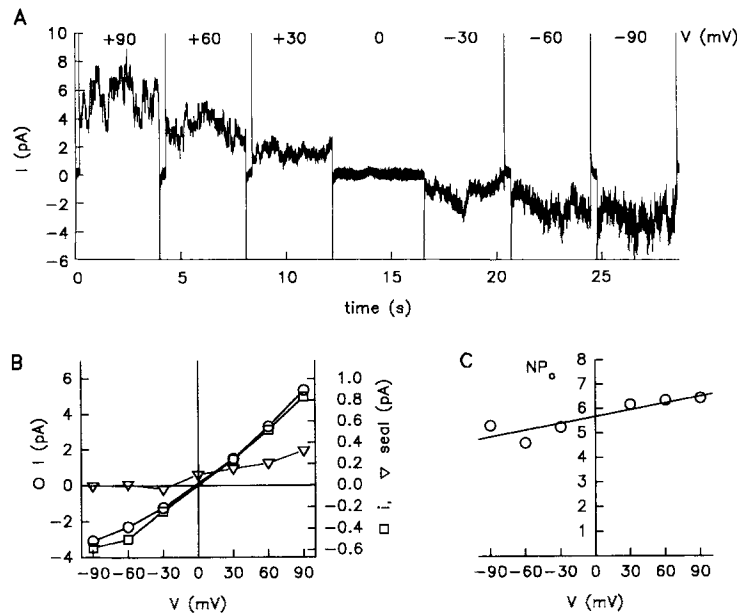 A
10
8
6
4
2
0
-2
-4
-6
I (pA)
+90 +60 +30 0 -30 -60 -90 V (mV)
0 5 10 15 20 25
time (s)
B
6
4
2
0
-2
-4
○ I (pA)
1.0
0.8
0.6
0.4
0.2
0.0
-0.2
-0.4
-0.6
□ i, ▽ seal (pA)
-90 -60 -30 0 30 60 90
V (mV)
C
NPo
8
7
6
5
4
3
2
1
-90 -60 -30 0 30 60 90
V (mV)